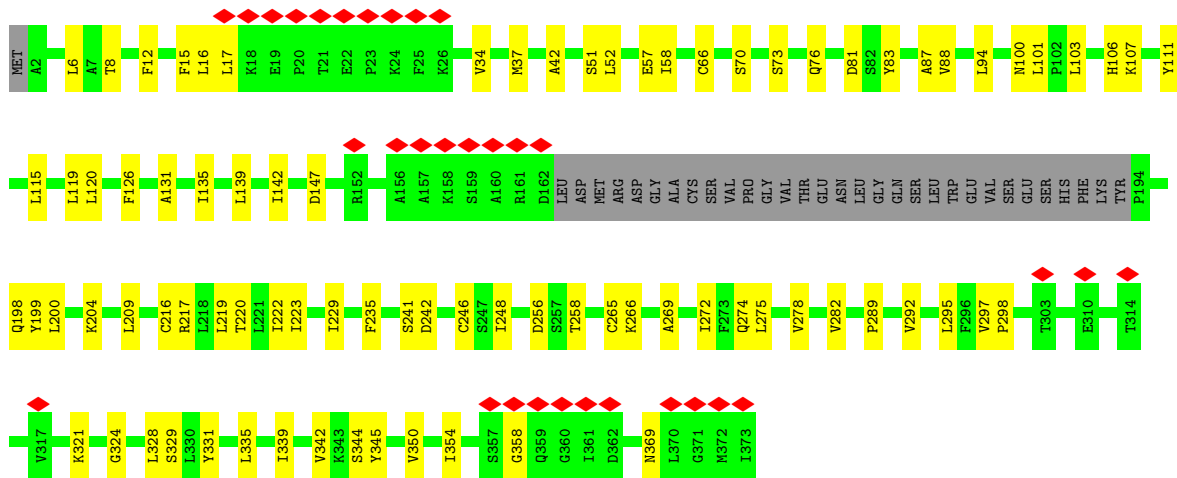 MET A2 L6 A7 T8 F12 F15 L16 L17 K18 E19 P20 T21 E22 P23 K24 F25 K26 V34 M37 A42 S51 L52 E57 I58 C66 S70 S73 Q76 D81 S82 Y83 A87 V88 L94 N100 L101 P102 L103 H106 K107 Y111
L115 L119 L120 F126 A131 I135 L139 I142 D147 R152 A156 A157 K158 S159 A160 R161 D162 LEU ASP MET ARG ASP GLY ALA CYS SER VAL PRO GLY VAL THR GLU ASN LEU GLY GLN SER LEU TRP GLU VAL SER GLU SER HIS PHE LYS TYR P194
Q198 Y199 L200 K204 L209 C216 R217 L218 L219 T220 L221 I222 I223 I229 F235 S241 D242 C246 S247 I248 D256 S257 T258 C265 K266 A269 I272 F273 Q274 L275 V278 V282 P289 V292 L295 F296 V297 P298 T303 E310 T314
V317 K321 G324 L328 S329 L330 Y331 L335 I339 V342 K343 S344 Y345 V350 I354 S357 G358 Q359 G360 I361 D362 N369 L370 G371 M372 I373